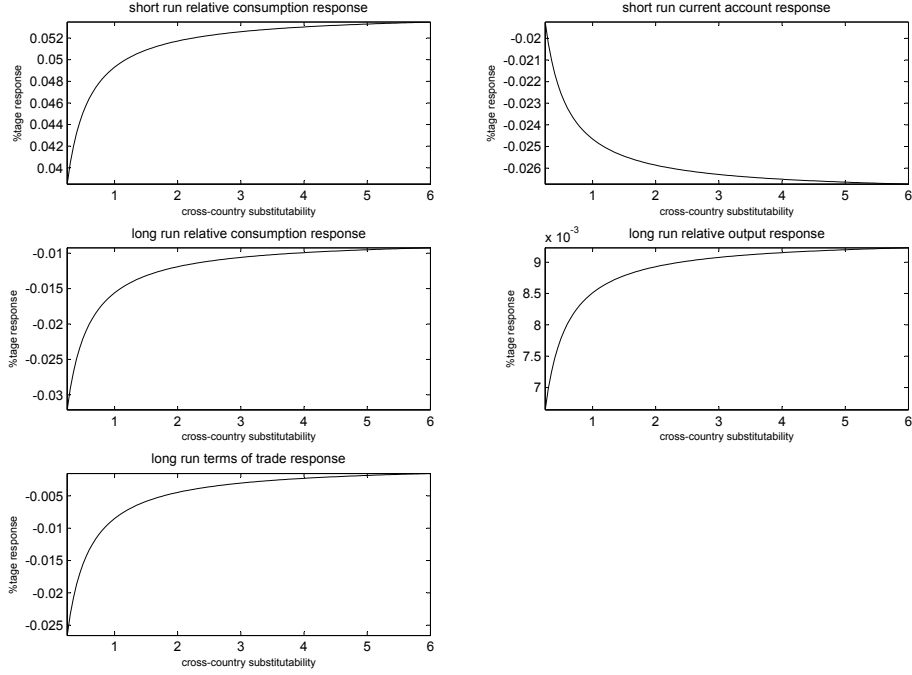 short run relative consumption response
0.052
0.05
0.048
0.046
0.044
0.042
0.04
%tage response
1 2 3 4 5 6
cross-country substitutability
short run current account response
-0.02
-0.021
-0.022
-0.023
-0.024
-0.025
-0.026
%tage response
1 2 3 4 5 6
cross-country substitutability
long run relative consumption response
-0.01
-0.015
-0.02
-0.025
-0.03
%tage response
1 2 3 4 5 6
cross-country substitutability
x 10^-3
long run relative output response
9
8.5
8
7.5
7
%tage response
1 2 3 4 5 6
cross-country substitutability
long run terms of trade response
-0.005
-0.01
-0.015
-0.02
-0.025
%tage response
1 2 3 4 5 6
cross-country substitutability